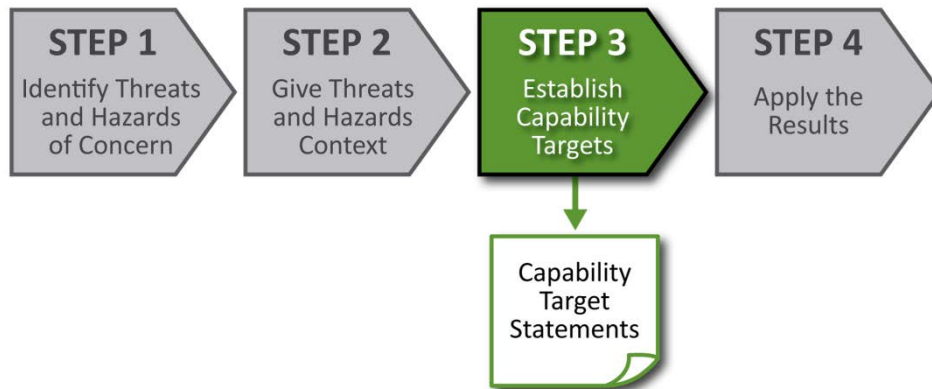 STEP 1
Identify Threats
and Hazards
of Concern
STEP 2
Give Threats
and Hazards
Context
STEP 3
Establish
Capability
Targets
STEP 4
Apply the
Results
Capability
Target
Statements